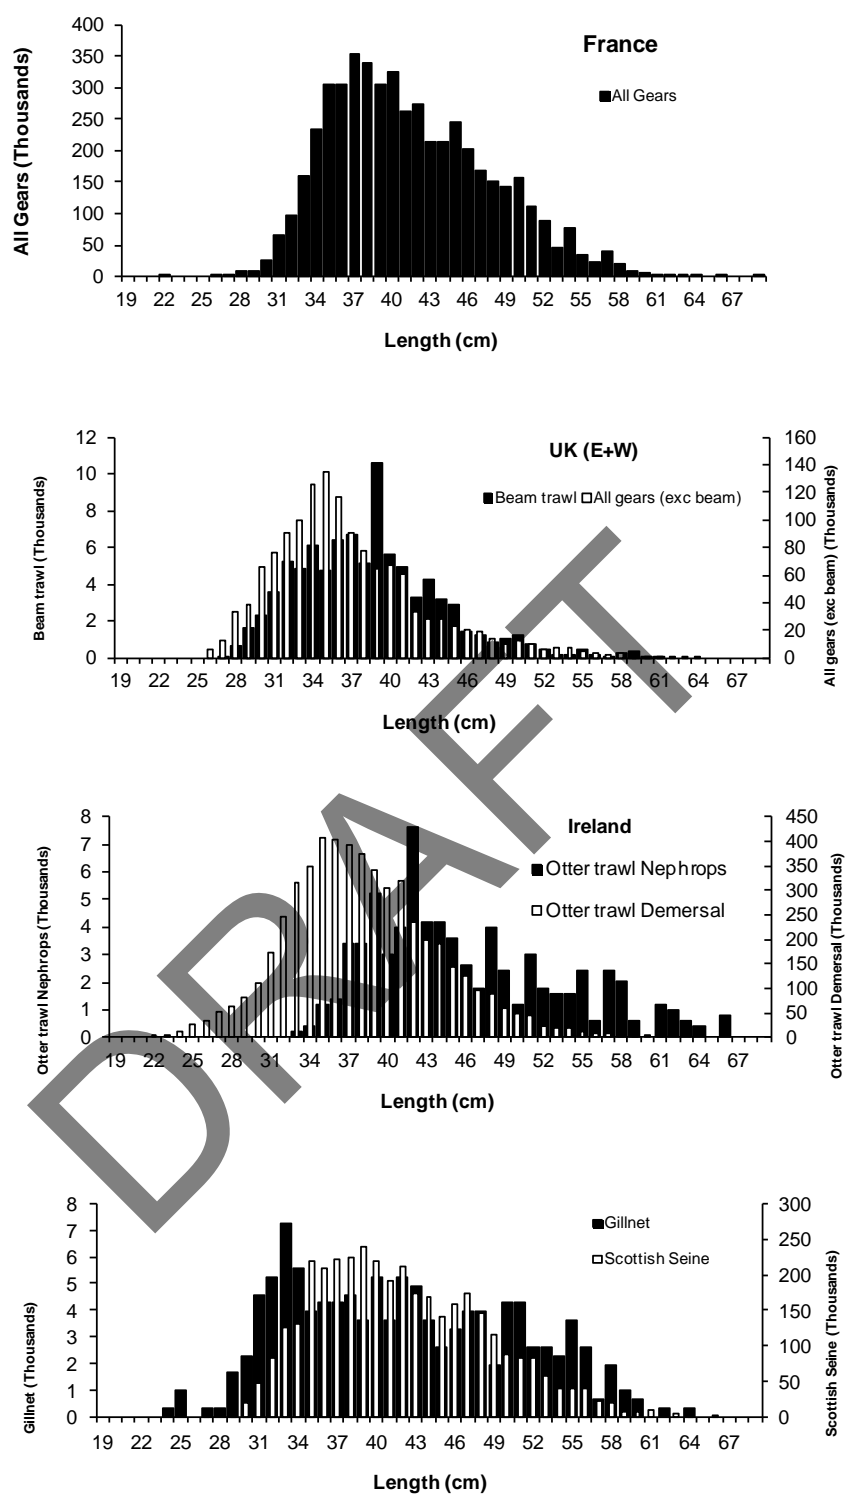 France
All Gears
All Gears (Thousands)
400
350
300
250
200
150
100
50
0
19 22 25 28 31 34 37 40 43 46 49 52 55 58 61 64 67
Length (cm)
UK (E+W)
Beam trawl All gears (exc beam)
Beam trawl (Thousands)
12
10
8
6
4
2
0
160
140
120
100
80
60
40
20
0
All gears (exc beam) (Thousands)
19 22 25 28 31 34 37 40 43 46 49 52 55 58 61 64 67
Length (cm)
Ireland
Otter trawl Nephrops
Otter trawl Demersal
Otter trawl Nephrops (Thousands)
8
7
6
5
4
3
2
1
0
450
400
350
300
250
200
150
100
50
0
Otter trawl Demersal (Thousands)
19 22 25 28 31 34 37 40 43 46 49 52 55 58 61 64 67
Length (cm)
Gillnet
Scottish Seine
Gillnet (Thousands)
8
7
6
5
4
3
2
1
0
300
250
200
150
100
50
0
Scottish Seine (Thousands)
19 22 25 28 31 34 37 40 43 46 49 52 55 58 61 64 67
Length (cm)
DRAFT